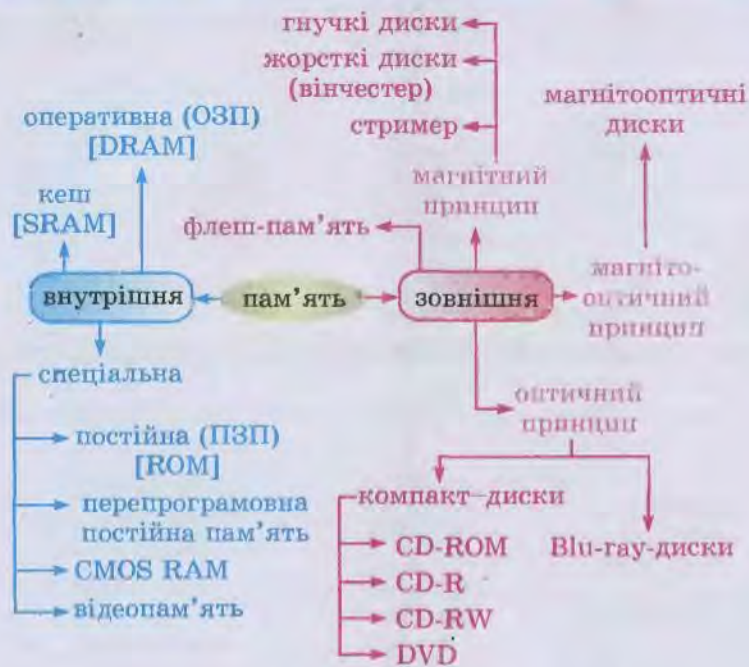 гнучкі диски
жорсткі диски
(вінчестер)
стример
магнітооптичні
диски
оперативна (ОЗП)
[DRAM]
кеш
[SRAM]
флеш-пам’ять
магнітний
принцип
внутрішня
пам’ять
зовнішня
магніто-
оптичний
принцип
спеціальна
постійна (ПЗП)
[ROM]
перепрограмовна
постійна пам’ять
CMOS RAM
відеопам’ять
оптичний
принцип
компакт-диски
CD-ROM
CD-R
CD-RW
DVD
Blu-ray-диски